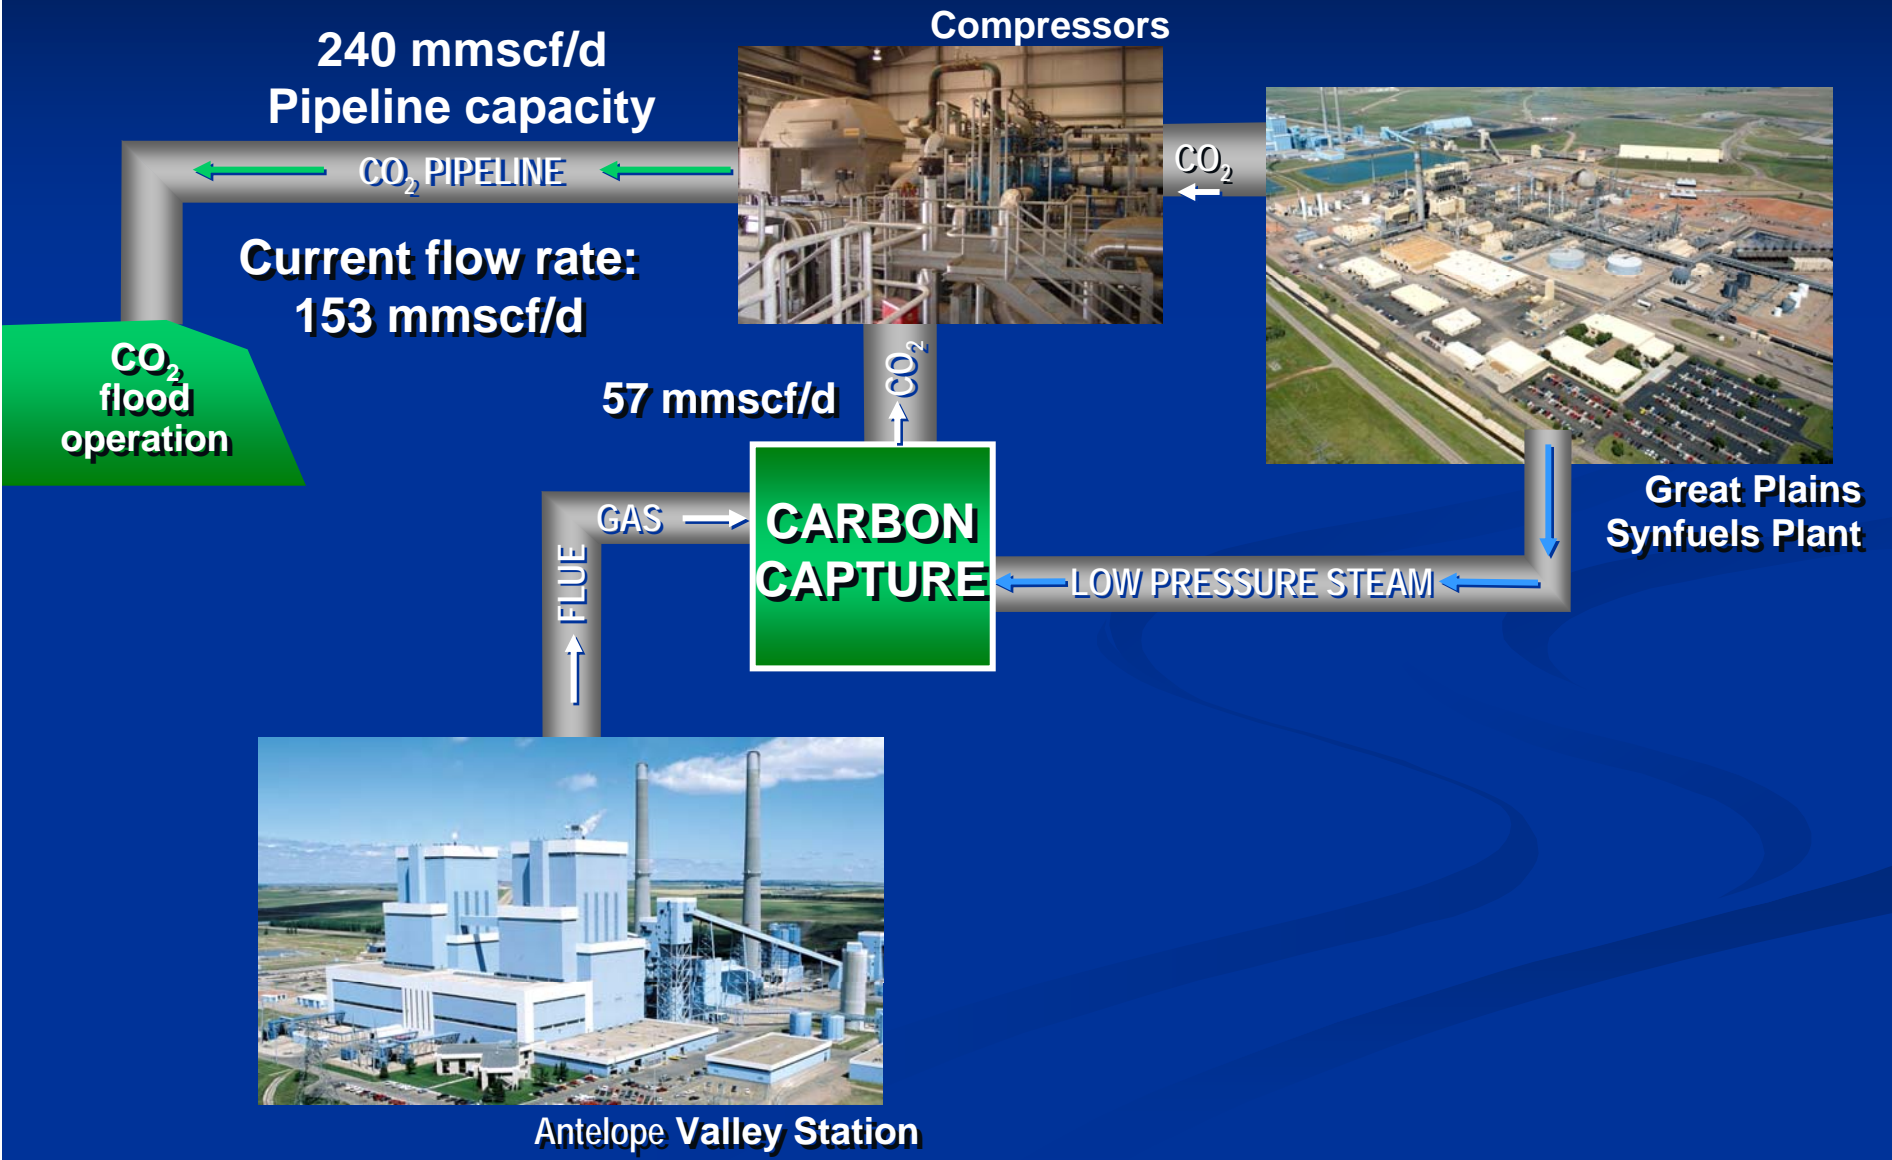 Compressors
240 mmscf/d
Pipeline capacity
CO₂ PIPELINE
CO₂
Current flow rate:
153 mmscf/d
CO₂
flood
operation
57 mmscf/d
CO₂
Great Plains
Synfuels Plant
FLUE GAS
CARBON
CAPTURE
LOW PRESSURE STEAM
Antelope Valley Station